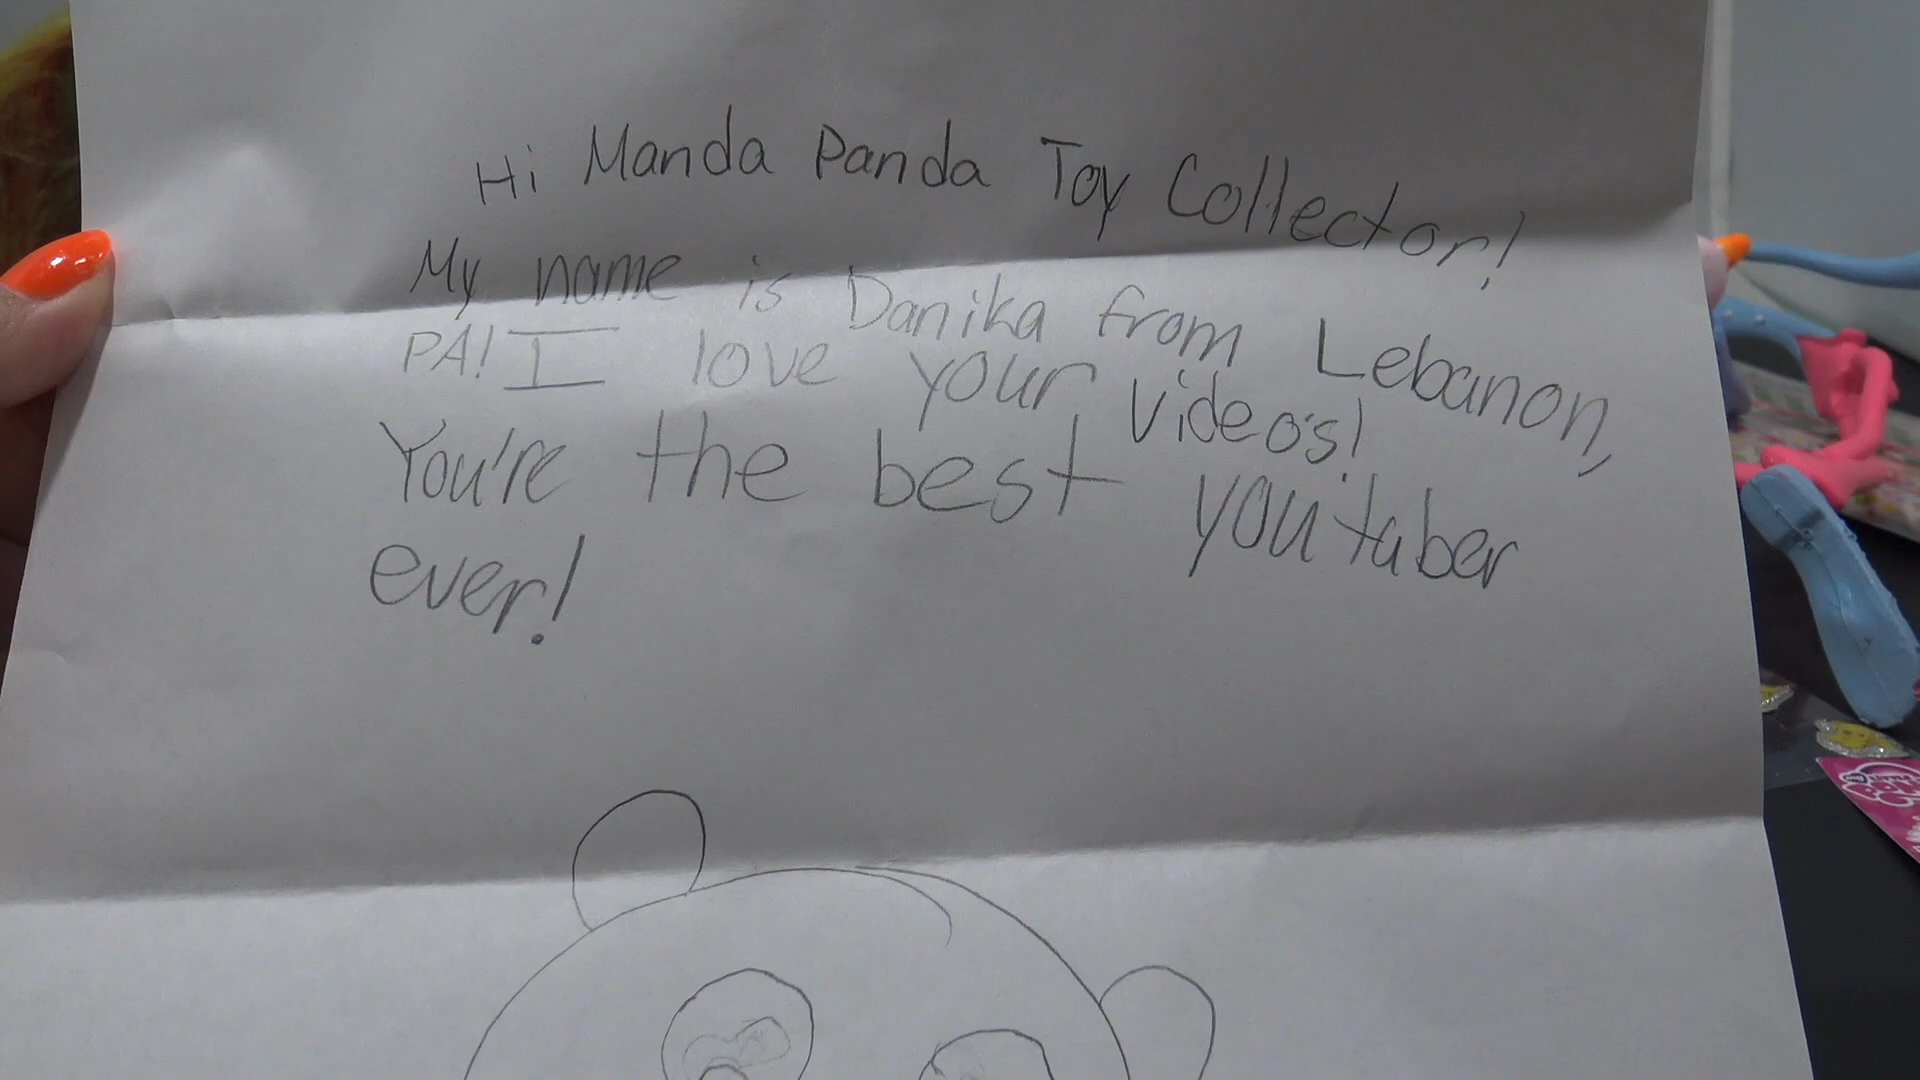 Hi Manda Panda Toy Collector!
My name is Danika from Lebanon,
PA! I love your video's!
You're the best youtuber
ever!